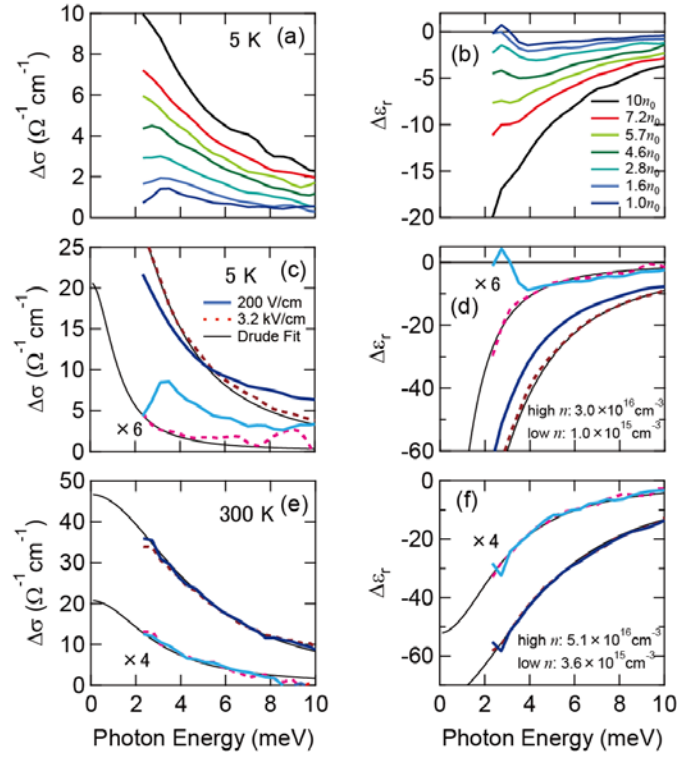 10
8
6
4
2
0
Δσ (Ω⁻¹ cm⁻¹)
5 K
(a)
0
-5
-10
-15
-20
Δεᵣ
(b)
10n₀
7.2n₀
5.7n₀
4.6n₀
2.8n₀
1.6n₀
1.0n₀
25
20
15
10
5
0
Δσ (Ω⁻¹ cm⁻¹)
5 K
(c)
200 V/cm
3.2 kV/cm
Drude Fit
×6
0
-20
-40
-60
Δεᵣ
(d)
×6
high n: 3.0×10¹⁶cm⁻³
low n: 1.0×10¹⁵cm⁻³
50
40
30
20
10
0
Δσ (Ω⁻¹ cm⁻¹)
300 K
(e)
×4
0 2 4 6 8 10
Photon Energy (meV)
0
-20
-40
-60
Δεᵣ
(f)
×4
high n: 5.1×10¹⁶cm⁻³
low n: 3.6×10¹⁵cm⁻³
0 2 4 6 8 10
Photon Energy (meV)